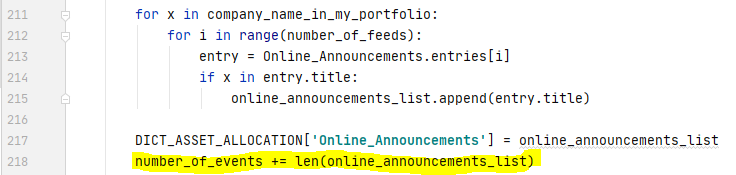 211 for x in company_name_in_my_portfolio:
212 for i in range(number_of_feeds):
213 entry = Online_Announcements.entries[i]
214 if x in entry.title:
215 online_announcements_list.append(entry.title)
216
217 DICT_ASSET_ALLOCATION['Online_Announcements'] = online_announcements_list
218 number_of_events += len(online_announcements_list)